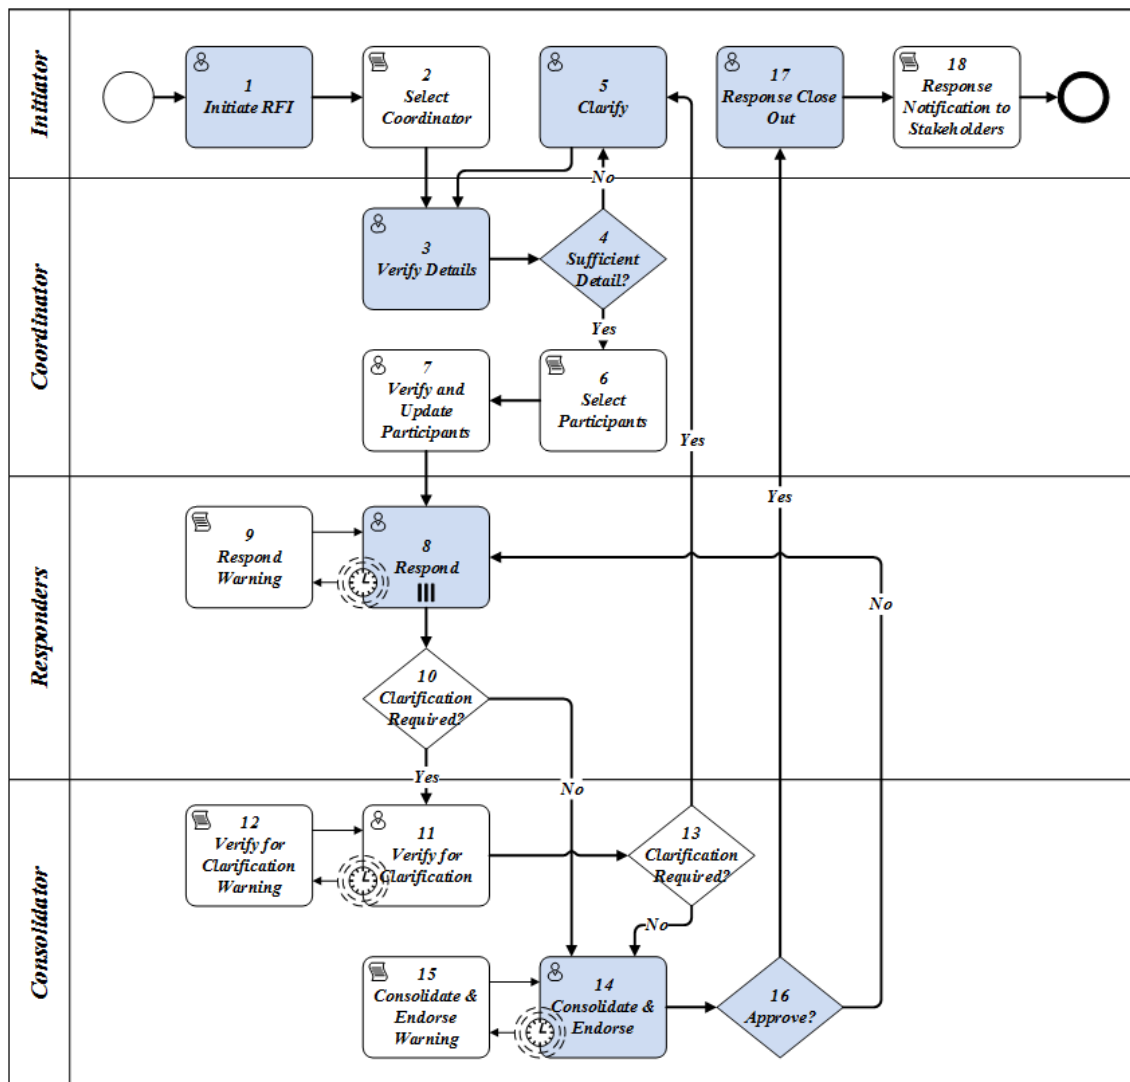 Initiator
1
Initiate RFI
2
Select
Coordinator
5
Clarify
17
Response Close
Out
18
Response
Notification to
Stakeholders
No
Coordinator
3
Verify Details
4
Sufficient
Detail?
Yes
7
Verify and
Update
Participants
6
Select
Participants
Yes
Responders
Yes
9
Respond
Warning
8
Respond
No
10
Clarification
Required?
Yes
No
Consolidator
12
Verify for
Clarification
Warning
11
Verify for
Clarification
13
Clarification
Required?
No
15
Consolidate &
Endorse
Warning
14
Consolidate &
Endorse
16
Approve?